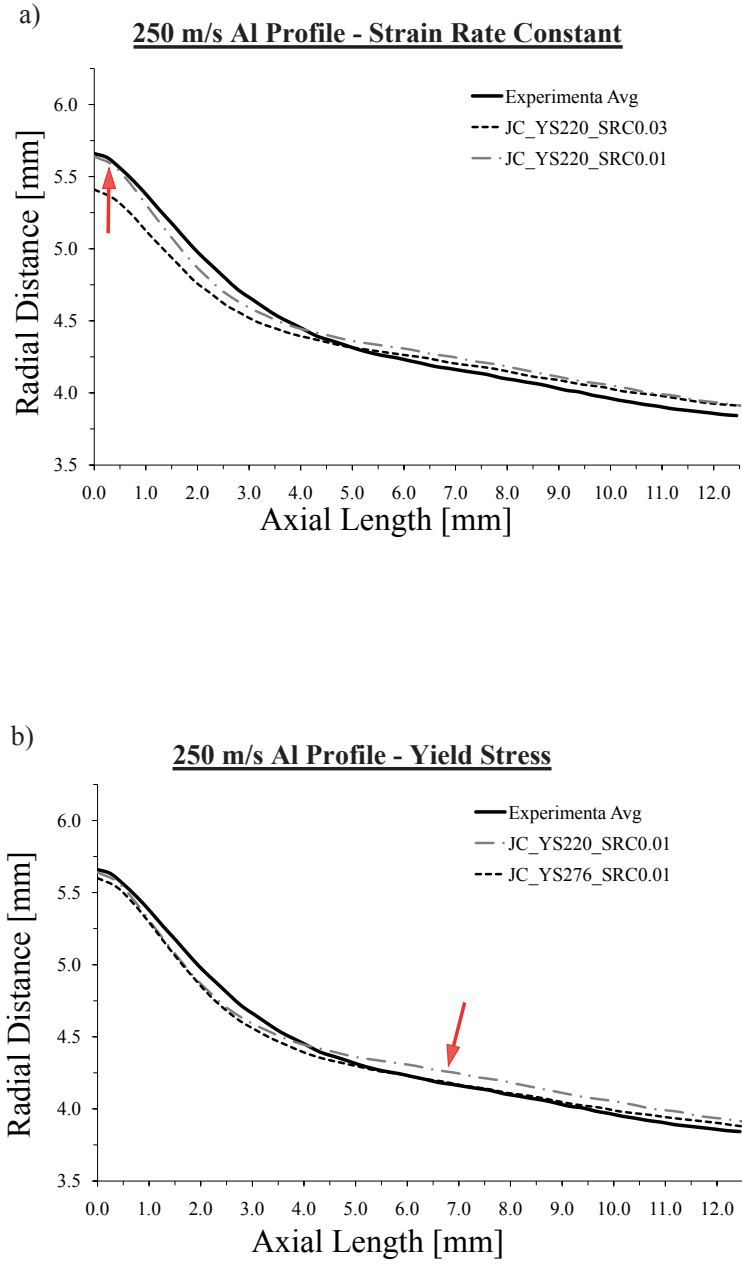 a)
250 m/s Al Profile - Strain Rate Constant
Experimenta Avg
JC_YS220_SRC0.03
JC_YS220_SRC0.01
Radial Distance [mm]
6.0
5.5
5.0
4.5
4.0
3.5
0.0 1.0 2.0 3.0 4.0 5.0 6.0 7.0 8.0 9.0 10.0 11.0 12.0
Axial Length [mm]
b)
250 m/s Al Profile - Yield Stress
Experimenta Avg
JC_YS220_SRC0.01
JC_YS276_SRC0.01
Radial Distance [mm]
6.0
5.5
5.0
4.5
4.0
3.5
0.0 1.0 2.0 3.0 4.0 5.0 6.0 7.0 8.0 9.0 10.0 11.0 12.0
Axial Length [mm]